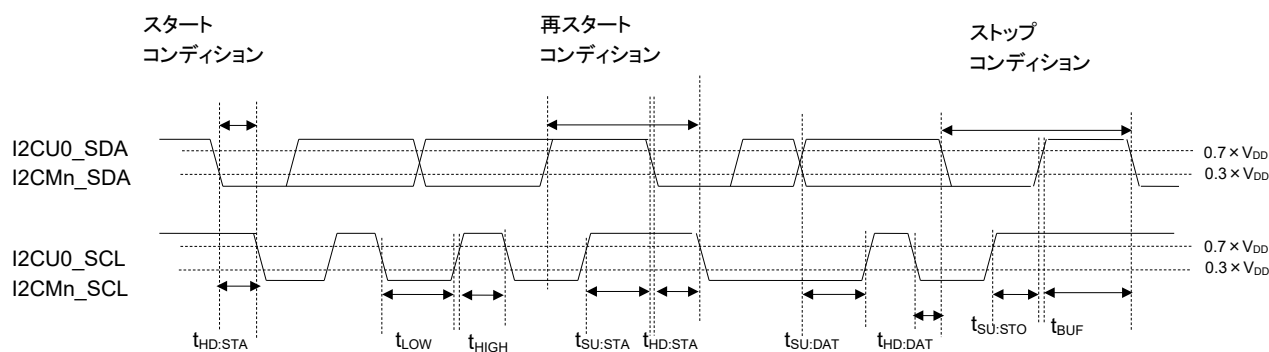 スタート
コンディション
再スタート
コンディション
ストップ
コンディション
I2CU0_SDA
I2CMn_SDA
0.7×VDD
0.3×VDD
I2CU0_SCL
I2CMn_SCL
0.7×VDD
0.3×VDD
tHD:STA
tLOW
tHIGH
tSU:STA
tHD:STA
tSU:DAT
tHD:DAT
tSU:STO
tBUF